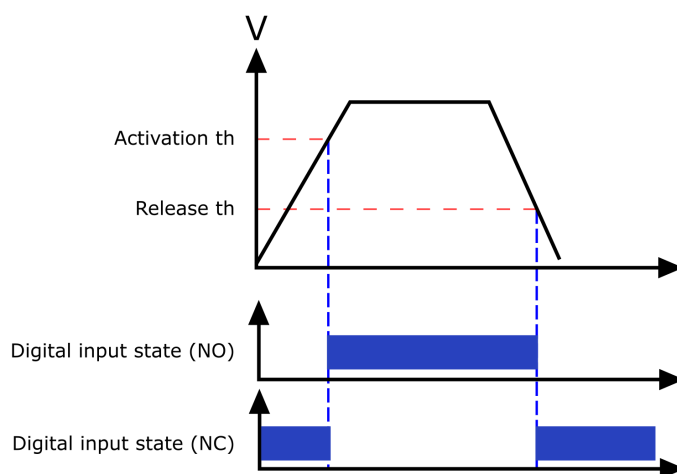 V
Activation th
Release th
Digital input state (NO)
Digital input state (NC)